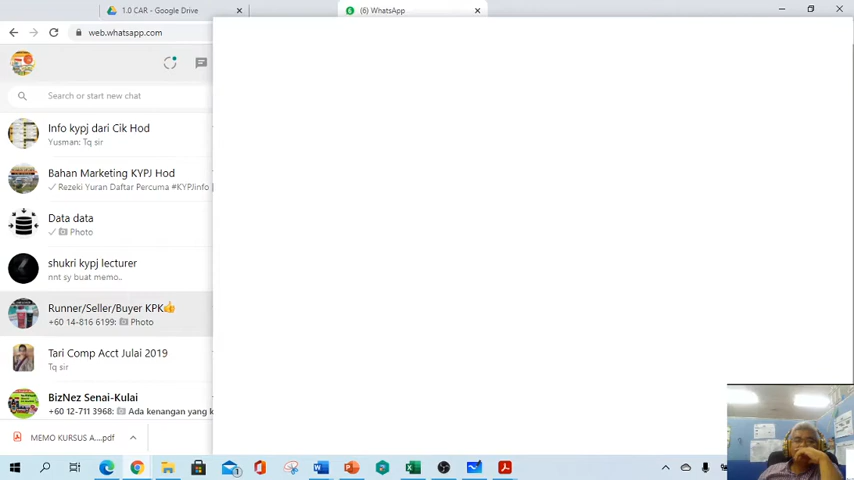 1.0 CAR - Google Drive
(6) WhatsApp
web.whatsapp.com
Search or start new chat
Info kypj dari Cik Hod
Yusman: Tq sir
Bahan Marketing KYPJ Hod
Rezeki Yuran Daftar Percuma #KYPJinfo
Data data
Photo
shukri kypj lecturer
nnt sy buat memo..
Runner/Seller/Buyer KPK👍
+60 14-816 6199: Photo
Tari Comp Acct Julai 2019
Tq sir
BizNez Senai-Kulai
+60 12-711 3968: Ada kenangan yang k
MEMO KURSUS A....pdf